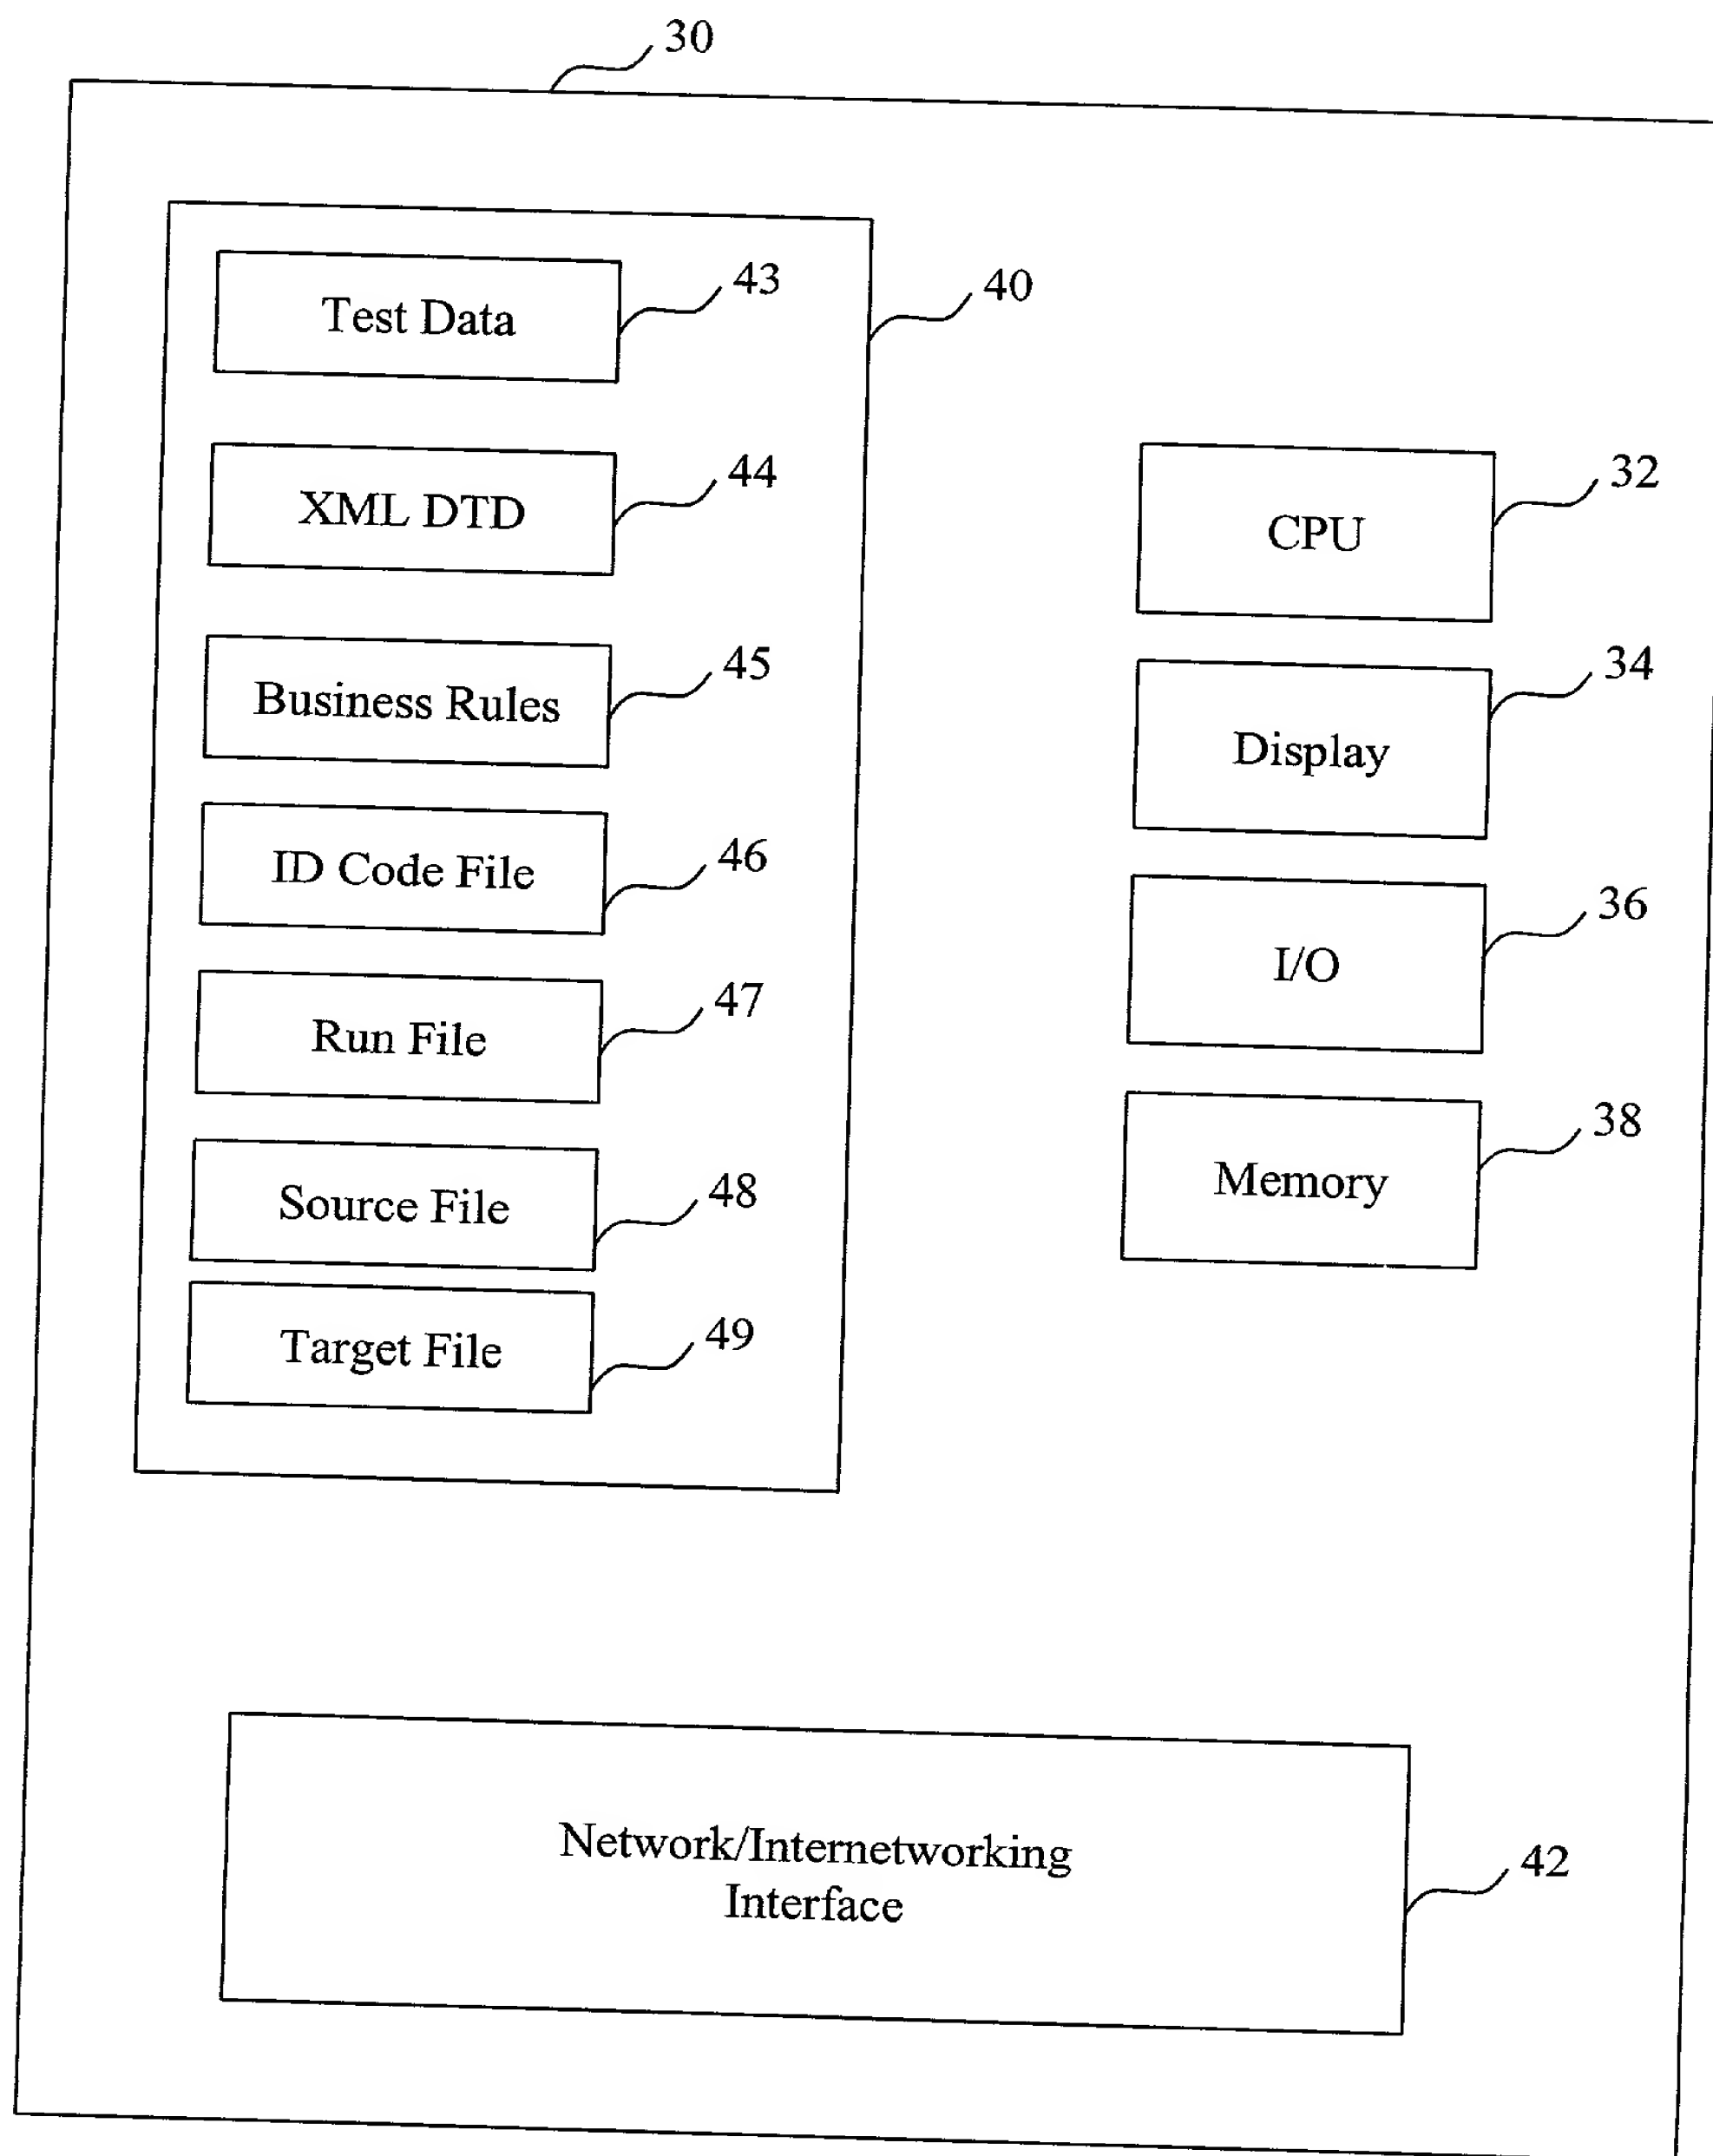 30
Test Data
43
40
XML DTD
44
Business Rules
45
ID Code File
46
Run File
47
Source File
48
Target File
49
CPU
32
Display
34
I/O
36
Memory
38
Network/Internetworking
Interface
42